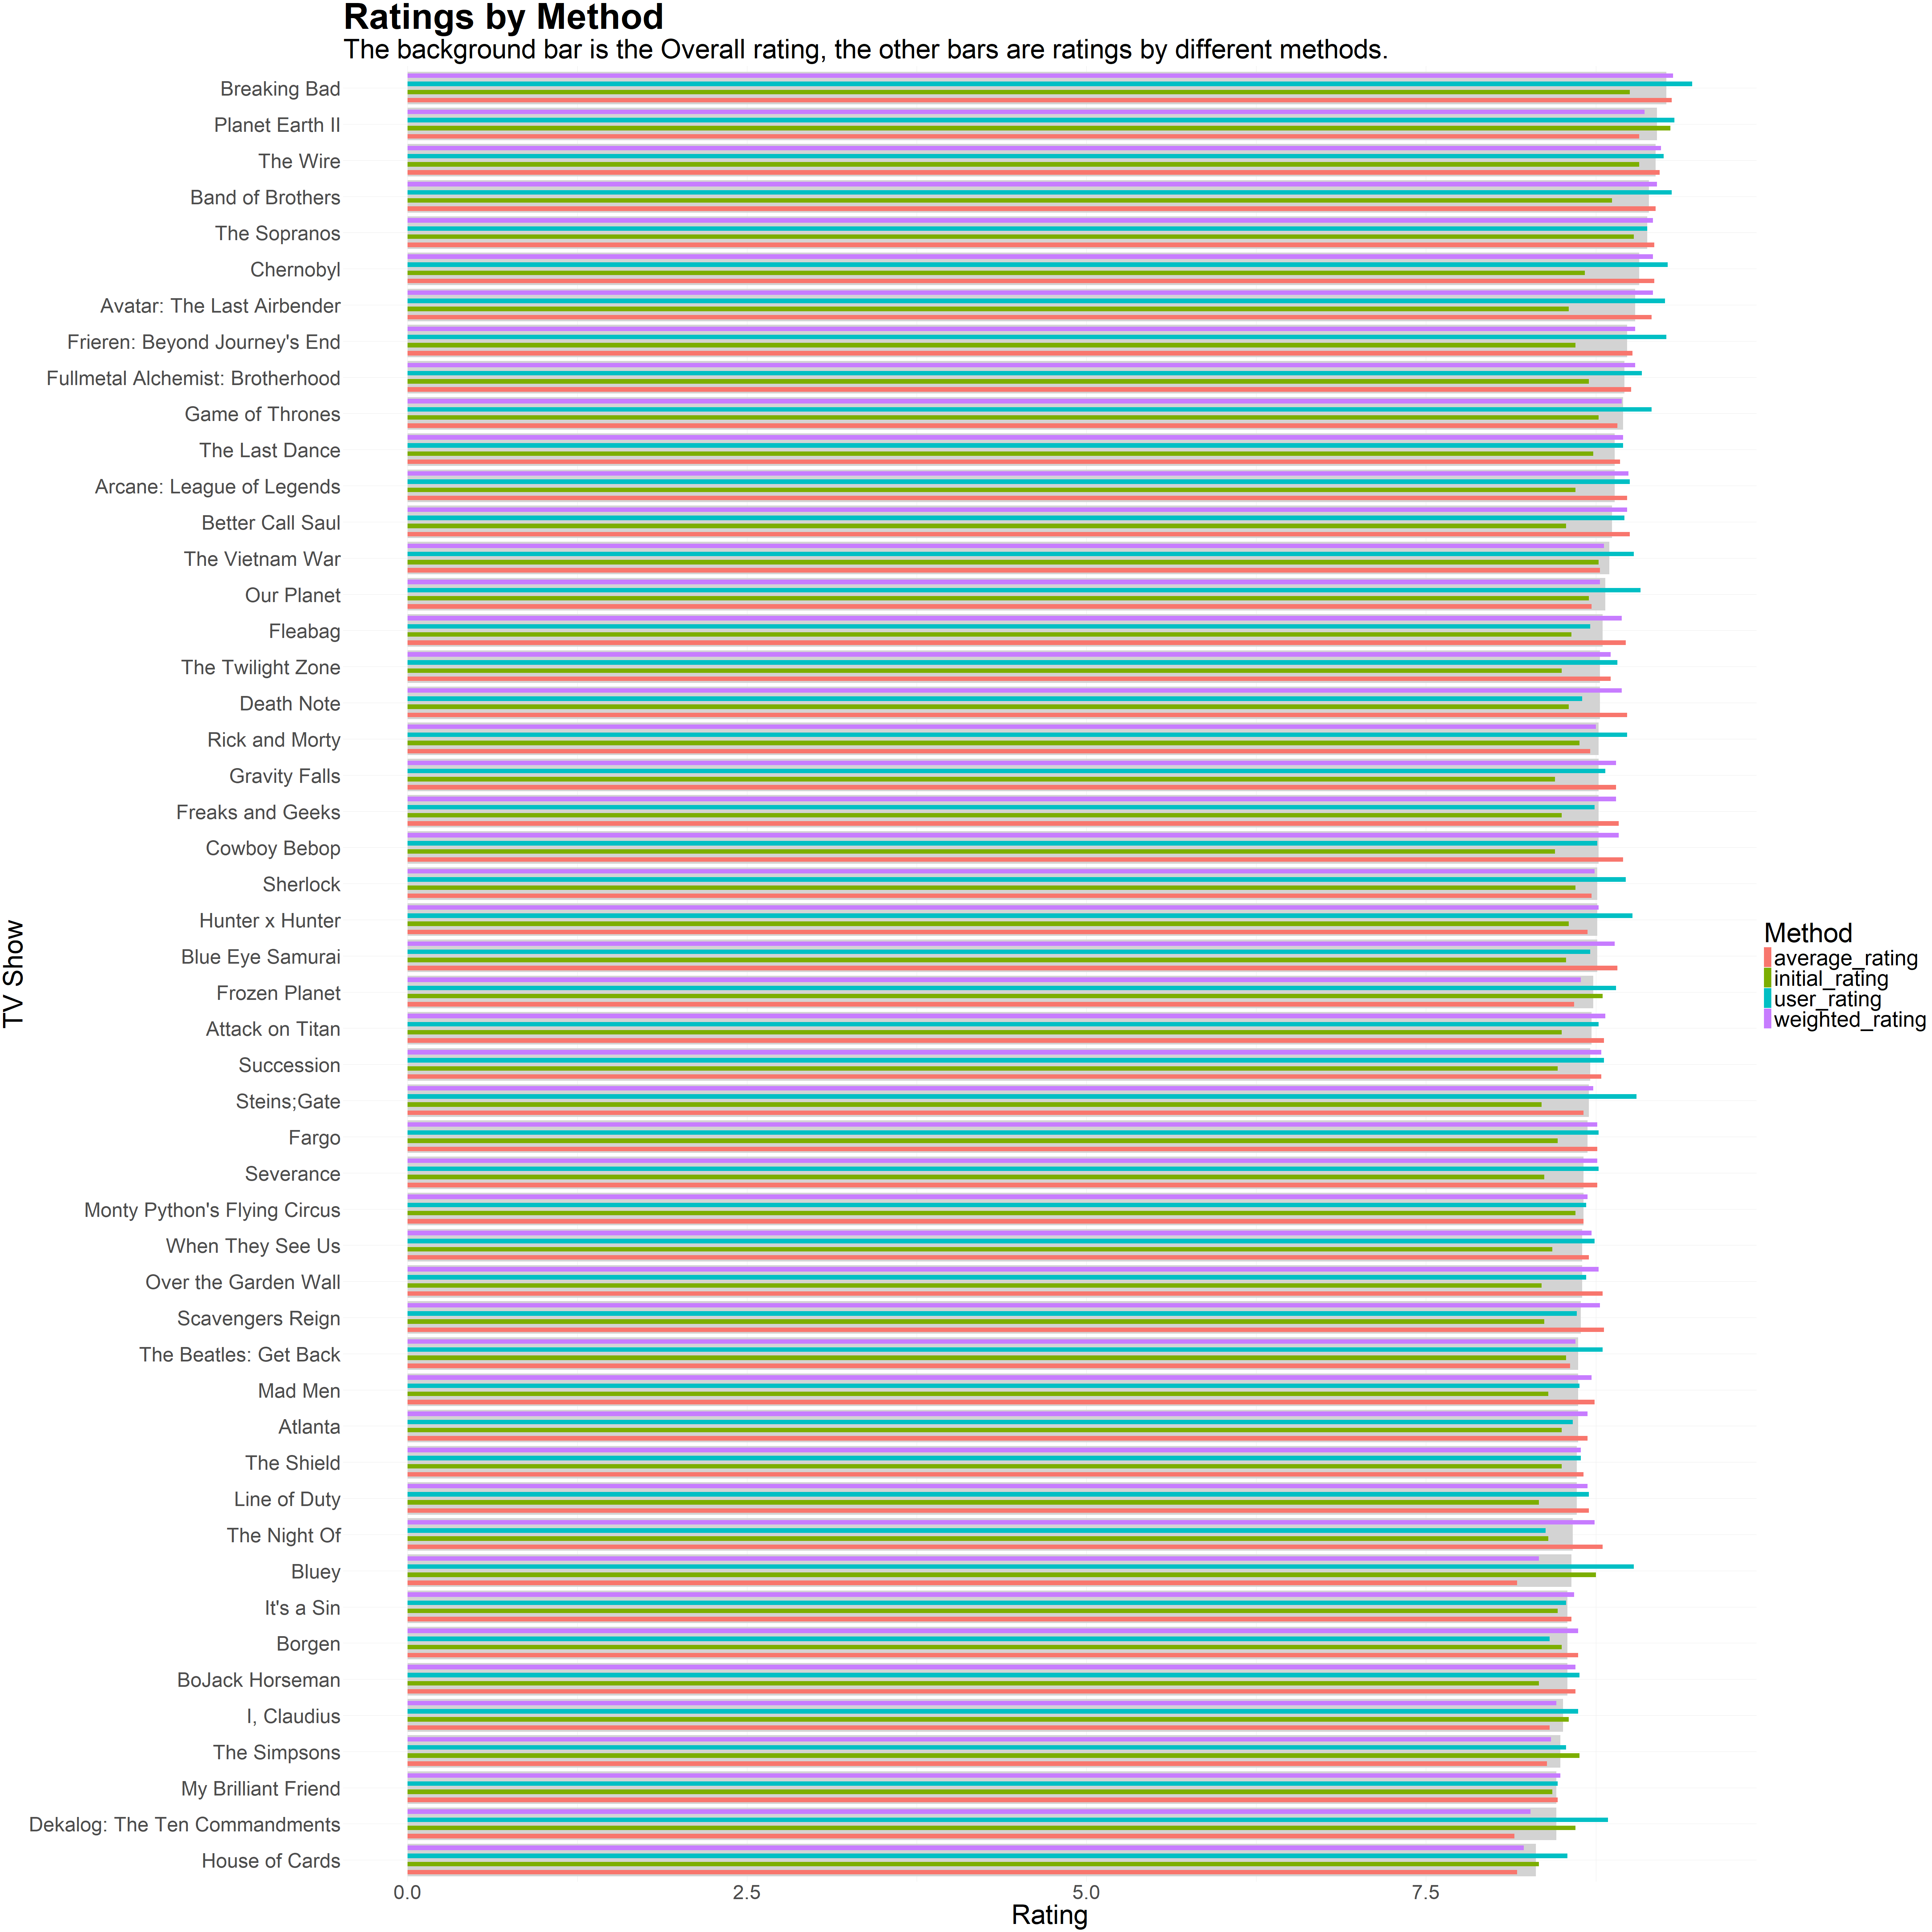 Ratings by Method
The background bar is the Overall rating, the other bars are ratings by different methods.
Breaking Bad
Planet Earth II
The Wire
Band of Brothers
The Sopranos
Chernobyl
Avatar: The Last Airbender
Frieren: Beyond Journey's End
Fullmetal Alchemist: Brotherhood
Game of Thrones
The Last Dance
Arcane: League of Legends
Better Call Saul
The Vietnam War
Our Planet
Fleabag
The Twilight Zone
Death Note
Rick and Morty
Gravity Falls
Freaks and Geeks
Cowboy Bebop
Sherlock
Hunter x Hunter
Blue Eye Samurai
Frozen Planet
Attack on Titan
Succession
Steins;Gate
Fargo
Severance
Monty Python's Flying Circus
When They See Us
Over the Garden Wall
Scavengers Reign
The Beatles: Get Back
Mad Men
Atlanta
The Shield
Line of Duty
The Night Of
Bluey
It's a Sin
Borgen
BoJack Horseman
I, Claudius
The Simpsons
My Brilliant Friend
Dekalog: The Ten Commandments
House of Cards
TV Show
0.0 2.5 5.0 7.5
Rating
Method
average_rating
initial_rating
user_rating
weighted_rating